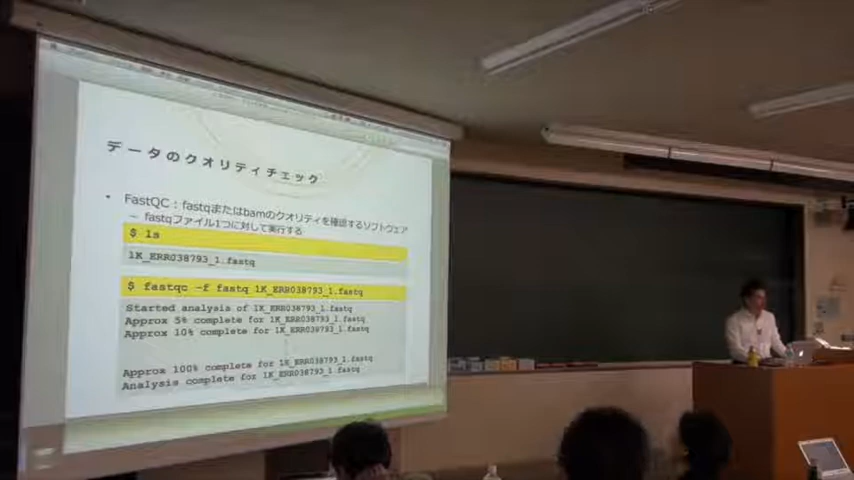 データのクオリティチェック
• FastQC：fastqまたはbamのクオリティを確認するソフトウェア
– fastqファイル1つに対して実行する
$ ls
1K_ERR038793_1.fastq
$ fastqc -f fastq 1K_ERR038793_1.fastq
Started analysis of 1K_ERR038793_1.fastq
Approx 5% complete for 1K_ERR038793_1.fastq
Approx 10% complete for 1K_ERR038793_1.fastq
Approx 100% complete for 1K_ERR038793_1.fastq
Analysis complete for 1K_ERR038793_1.fastq